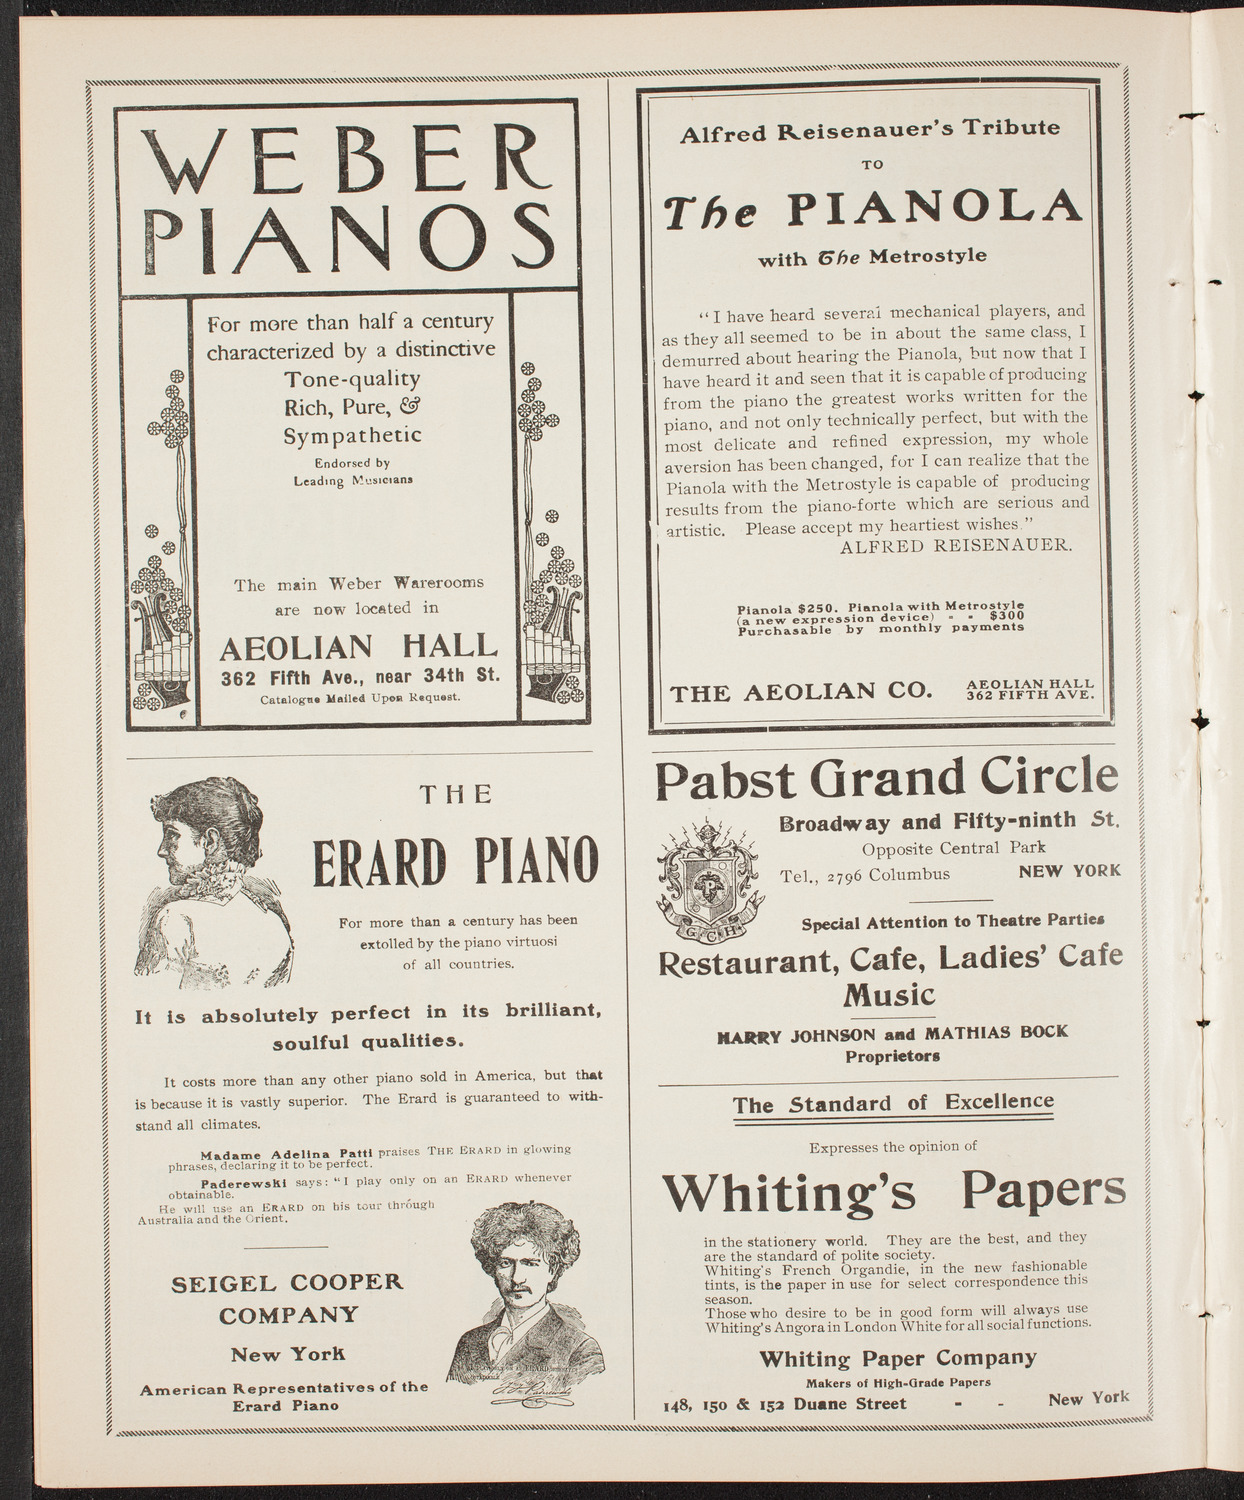 WEBER
PIANOS
For more than half a century
characterized by a distinctive
Tone-quality
Rich, Pure, &
Sympathetic
Endorsed by
Leading Musicians
The main Weber Warerooms
are now located in
AEOLIAN HALL
362 Fifth Ave., near 34th St.
Catalogue Mailed Upon Request.
THE
ERARD PIANO
For more than a century has been
extolled by the piano virtuosi
of all countries.
It is absolutely perfect in its brilliant,
soulful qualities.
It costs more than any other piano sold in America, but that
is because it is vastly superior. The Erard is guaranteed to with-
stand all climates.
Madame Adelina Patti praises THE ERARD in glowing
phrases, declaring it to be perfect.
Paderewski says: "I play only on an ERARD whenever
obtainable.
He will use an ERARD on his tour through
Australia and the Orient.
SEIGEL COOPER
COMPANY
New York
American Representatives of the
Erard Piano
Alfred Reisenauer's Tribute
TO
The PIANOLA
with The Metrostyle
"I have heard several mechanical players, and
as they all seemed to be in about the same class, I
demurred about hearing the Pianola, but now that I
have heard it and seen that it is capable of producing
from the piano the greatest works written for the
piano, and not only technically perfect, but with the
most delicate and refined expression, my whole
aversion has been changed, for I can realize that the
Pianola with the Metrostyle is capable of producing
results from the piano-forte which are serious and
artistic. Please accept my heartiest wishes."
ALFRED REISENAUER.
Pianola $250. Pianola with Metrostyle
(a new expression device) - - $300
Purchasable by monthly payments
THE AEOLIAN CO. AEOLIAN HALL
362 FIFTH AVE.
Pabst Grand Circle
Broadway and Fifty-ninth St.
Opposite Central Park
Tel., 2796 Columbus NEW YORK
P
G C H
Special Attention to Theatre Parties
Restaurant, Cafe, Ladies' Cafe
Music
HARRY JOHNSON and MATHIAS BOCK
Proprietors
The Standard of Excellence
Expresses the opinion of
Whiting's Papers
in the stationery world. They are the best, and they
are the standard of polite society.
Whiting's French Organdie, in the new fashionable
tints, is the paper in use for select correspondence this
season.
Those who desire to be in good form will always use
Whiting's Angora in London White for all social functions.
Whiting Paper Company
Makers of High-Grade Papers
148, 150 & 152 Duane Street - - New York